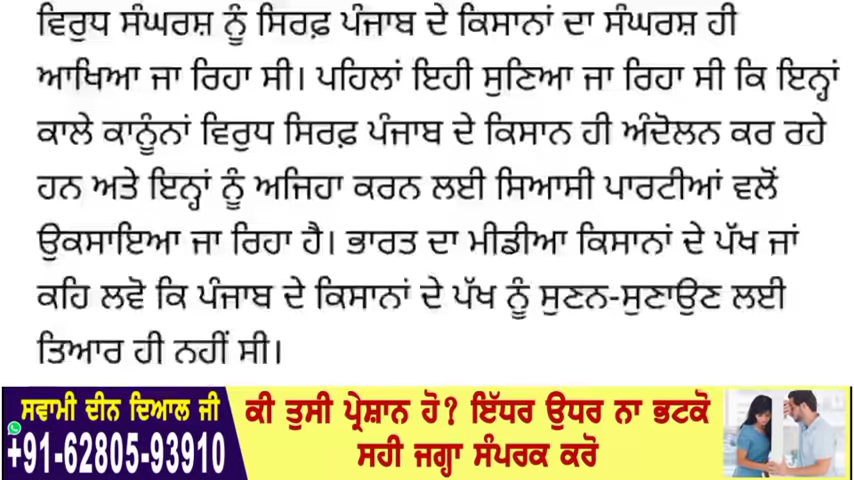 ਵਿਰੁਧ ਸੰਘਰਸ਼ ਨੂੰ ਸਿਰਫ਼ ਪੰਜਾਬ ਦੇ ਕਿਸਾਨਾਂ ਦਾ ਸੰਘਰਸ਼ ਹੀ
ਆਖਿਆ ਜਾ ਰਿਹਾ ਸੀ। ਪਹਿਲਾਂ ਇਹੀ ਸੁਣਿਆ ਜਾ ਰਿਹਾ ਸੀ ਕਿ ਇਨ੍ਹਾਂ
ਕਾਲੇ ਕਾਨੂੰਨਾਂ ਵਿਰੁਧ ਸਿਰਫ਼ ਪੰਜਾਬ ਦੇ ਕਿਸਾਨ ਹੀ ਅੰਦੋਲਨ ਕਰ ਰਹੇ
ਹਨ ਅਤੇ ਇਨ੍ਹਾਂ ਨੂੰ ਅਜਿਹਾ ਕਰਨ ਲਈ ਸਿਆਸੀ ਪਾਰਟੀਆਂ ਵਲੋਂ
ਉਕਸਾਇਆ ਜਾ ਰਿਹਾ ਹੈ। ਭਾਰਤ ਦਾ ਮੀਡੀਆ ਕਿਸਾਨਾਂ ਦੇ ਪੱਖ ਜਾਂ
ਕਹਿ ਲਵੋ ਕਿ ਪੰਜਾਬ ਦੇ ਕਿਸਾਨਾਂ ਦੇ ਪੱਖ ਨੂੰ ਸੁਣਨ-ਸੁਣਾਉਣ ਲਈ
ਤਿਆਰ ਹੀ ਨਹੀਂ ਸੀ।
ਸਵਾਮੀ ਦੀਨ ਦਿਆਲ ਜੀ
+91-62805-93910
ਕੀ ਤੁਸੀ ਪ੍ਰੇਸ਼ਾਨ ਹੋ? ਇੱਧਰ ਉਧਰ ਨਾ ਭਟਕੋ
ਸਹੀ ਜਗ੍ਹਾ ਸੰਪਰਕ ਕਰੋ